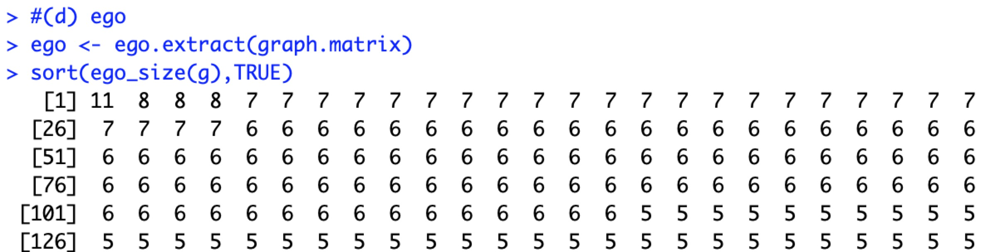 > #(d) ego
> ego <- ego.extract(graph.matrix)
> sort(ego_size(g),TRUE)
[1] 11 8 8 8 7 7 7 7 7 7 7 7 7 7 7 7 7 7 7 7 7 7 7 7 7
[26] 7 7 7 7 6 6 6 6 6 6 6 6 6 6 6 6 6 6 6 6 6 6 6 6 6
[51] 6 6 6 6 6 6 6 6 6 6 6 6 6 6 6 6 6 6 6 6 6 6 6 6 6
[76] 6 6 6 6 6 6 6 6 6 6 6 6 6 6 6 6 6 6 6 6 6 6 6 6 6
[101] 6 6 6 6 6 6 6 6 6 6 6 6 6 6 6 5 5 5 5 5 5 5 5 5 5
[126] 5 5 5 5 5 5 5 5 5 5 5 5 5 5 5 5 5 5 5 5 5 5 5 5 5